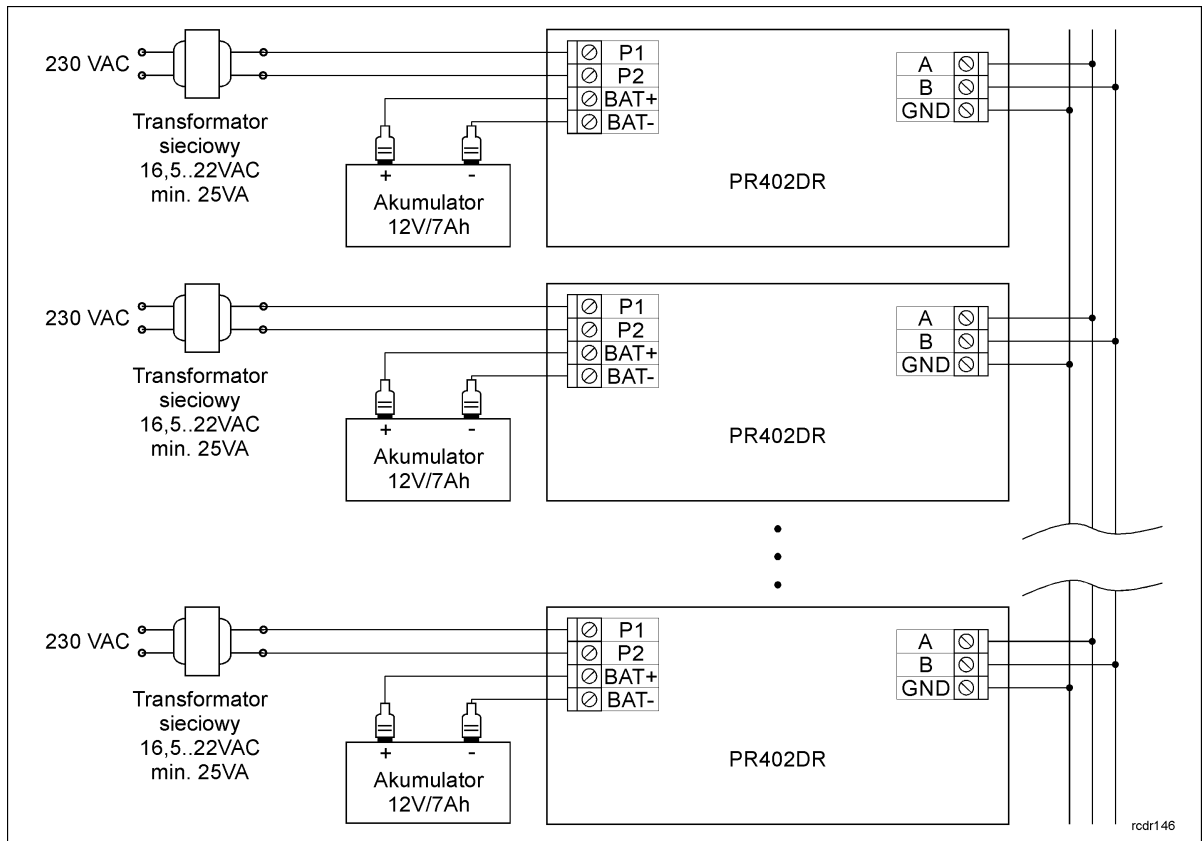 230 VAC
Transformator
sieciowy
16,5..22VAC
min. 25VA
P1
P2
BAT+
BAT-
+ -
Akumulator
12V/7Ah
PR402DR
A
B
GND
230 VAC
Transformator
sieciowy
16,5..22VAC
min. 25VA
P1
P2
BAT+
BAT-
+ -
Akumulator
12V/7Ah
PR402DR
A
B
GND
230 VAC
Transformator
sieciowy
16,5..22VAC
min. 25VA
P1
P2
BAT+
BAT-
+ -
Akumulator
12V/7Ah
PR402DR
A
B
GND
rcdr146